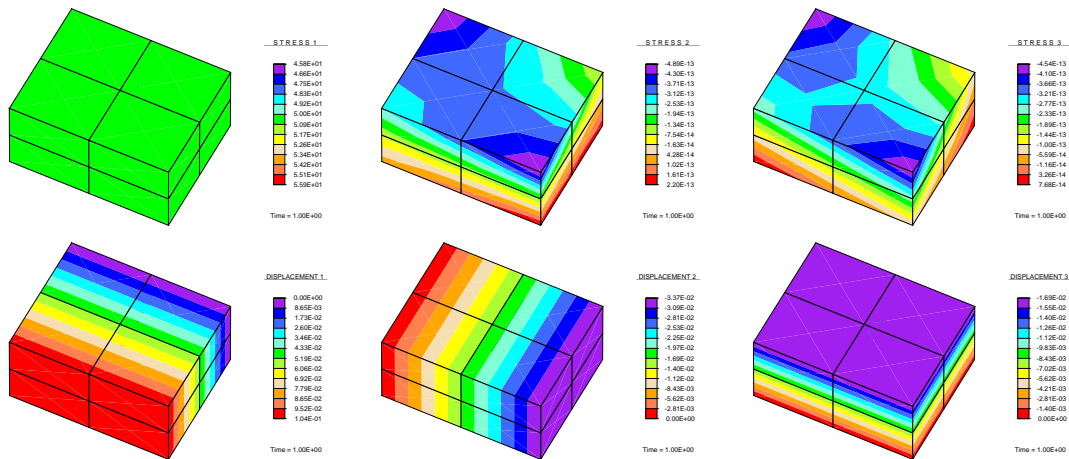 STRESS 1
4.58E+01
4.66E+01
4.75E+01
4.83E+01
4.92E+01
5.00E+01
5.09E+01
5.17E+01
5.26E+01
5.34E+01
5.42E+01
5.51E+01
5.59E+01
Time = 1.00E+00
STRESS 2
-4.89E-13
-4.30E-13
-3.71E-13
-3.12E-13
-2.53E-13
-1.94E-13
-1.34E-13
-7.54E-14
-1.63E-14
4.28E-14
1.02E-13
1.61E-13
2.20E-13
Time = 1.00E+00
STRESS 3
-4.54E-13
-4.10E-13
-3.66E-13
-3.21E-13
-2.77E-13
-2.33E-13
-1.89E-13
-1.44E-13
-1.00E-13
-5.59E-14
-1.16E-14
3.26E-14
7.68E-14
Time = 1.00E+00
DISPLACEMENT 1
0.00E+00
8.65E-03
1.73E-02
2.60E-02
3.46E-02
4.33E-02
5.19E-02
6.06E-02
6.92E-02
7.79E-02
8.65E-02
9.52E-02
1.04E-01
Time = 1.00E+00
DISPLACEMENT 2
-3.37E-02
-3.09E-02
-2.81E-02
-2.53E-02
-2.25E-02
-1.97E-02
-1.69E-02
-1.40E-02
-1.12E-02
-8.43E-03
-5.62E-03
-2.81E-03
0.00E+00
Time = 1.00E+00
DISPLACEMENT 3
-1.69E-02
-1.55E-02
-1.40E-02
-1.26E-02
-1.12E-02
-9.83E-03
-8.43E-03
-7.02E-03
-5.62E-03
-4.21E-03
-2.81E-03
-1.40E-03
0.00E+00
Time = 1.00E+00